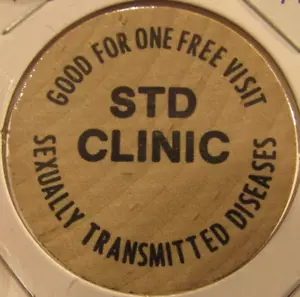 GOOD FOR ONE FREE VISIT
STD
CLINIC
SEXUALLY TRANSMITTED DISEASES